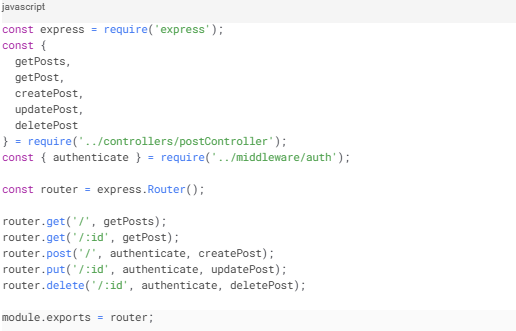 javascript
const express = require('express');
const {
  getPosts,
  getPost,
  createPost,
  updatePost,
  deletePost
} = require('../controllers/postController');
const { authenticate } = require('../middleware/auth');

const router = express.Router();

router.get('/', getPosts);
router.get('/:id', getPost);
router.post('/', authenticate, createPost);
router.put('/:id', authenticate, updatePost);
router.delete('/:id', authenticate, deletePost);

module.exports = router;